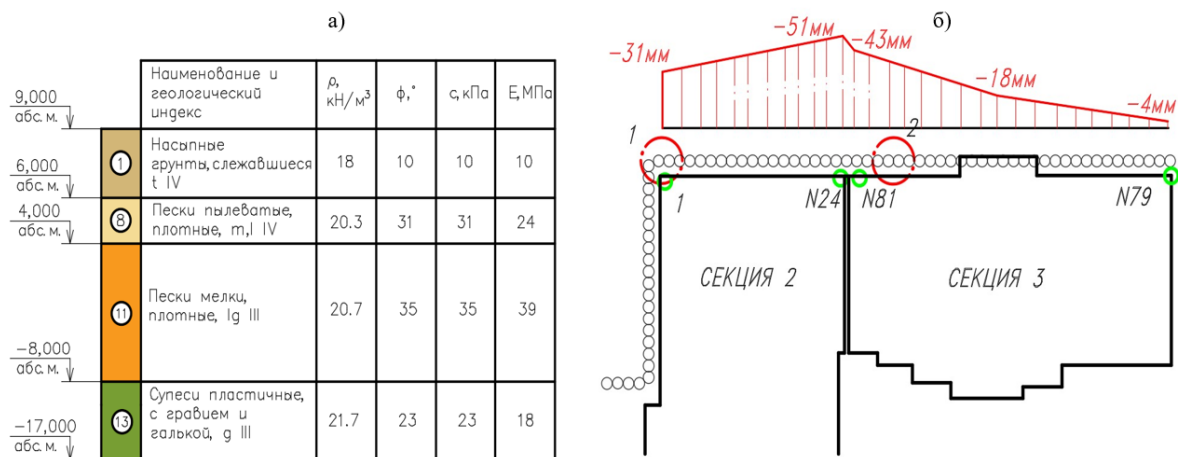 а)
Наименование и
геологический
индекс
ρ,
кН/м³
ϕ,°
с,кПа
Е,МПа
9,000
абс. м.
1
Насыпные
грунты,слежавшиеся
t IV
18
10
10
10
6,000
абс. м.
8
Пески пылеватые,
плотные, m,l IV
20.3
31
31
24
4,000
абс. м.
11
Пески мелки,
плотные, lg III
20.7
35
35
39
-8,000
абс. м.
13
Супеси пластичные,
с гравием и
галькой, g III
21.7
23
23
18
-17,000
абс. м.
б)
-31мм
-51мм
-43мм
-18мм
-4мм
1
2
1
N24
N81
N79
СЕКЦИЯ 2
СЕКЦИЯ 3